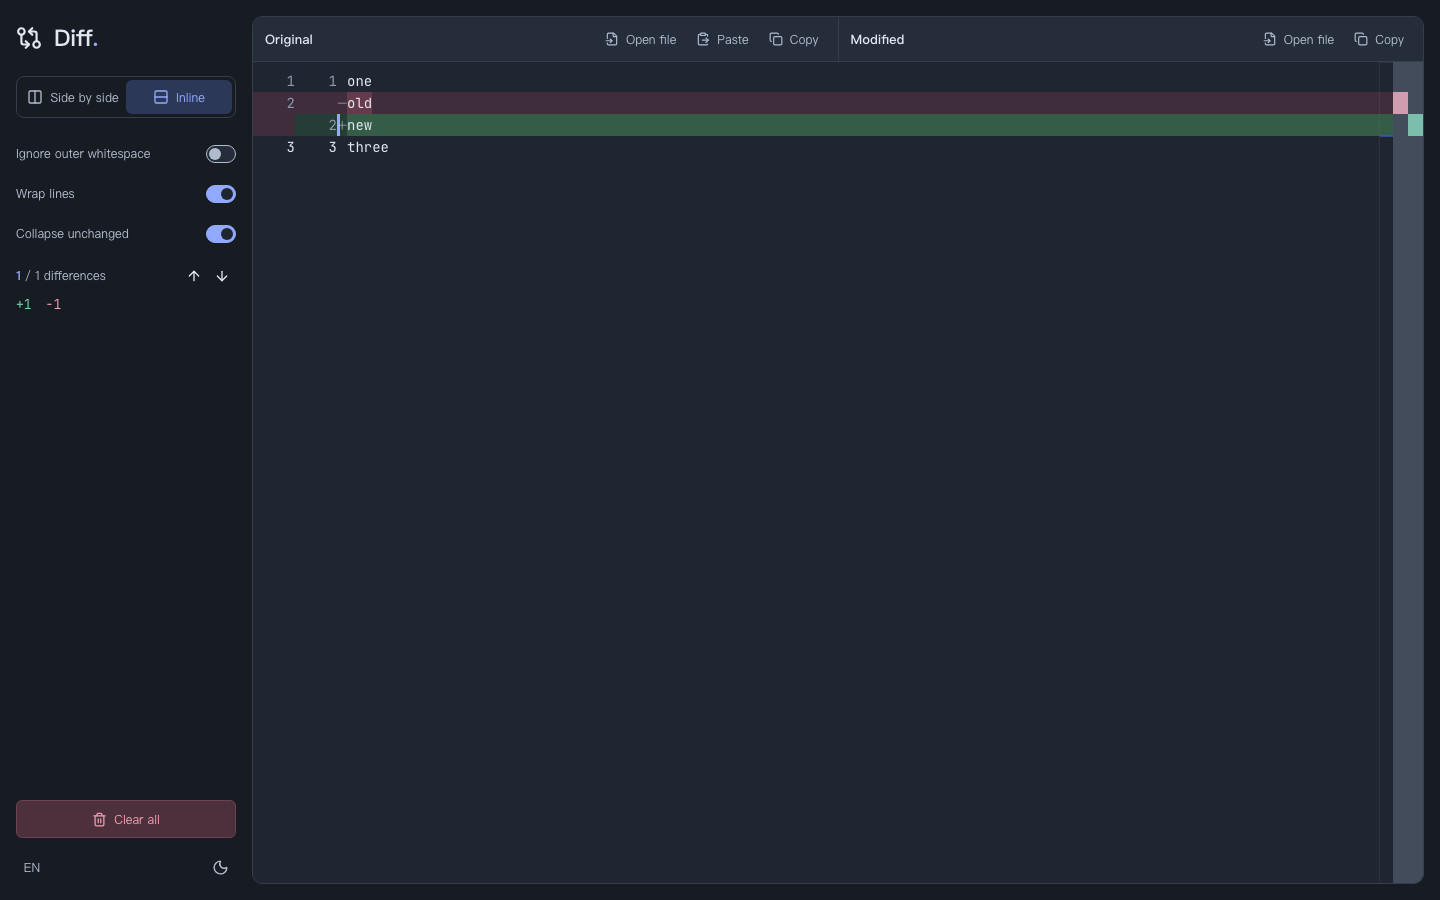 Diff.
Side by side
Inline
Ignore outer whitespace
Wrap lines
Collapse unchanged
1 / 1 differences
+1 -1
Clear all
EN
Original
Open file
Paste
Copy
Modified
Open file
Copy
1 1 one
2 −old
2 +new
3 3 three